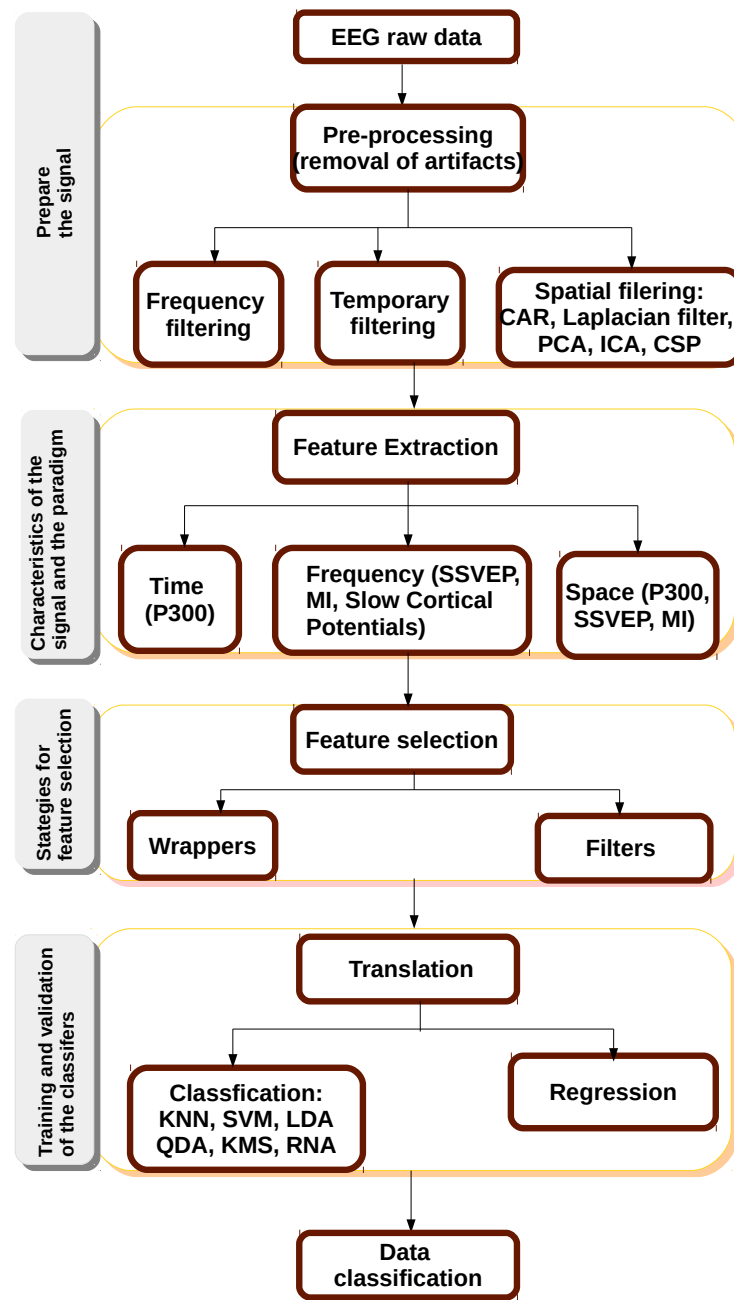 EEG raw data
Prepare
the signal
Pre-processing
(removal of artifacts)
Frequency
filtering
Temporary
filtering
Spatial filering:
CAR, Laplacian filter,
PCA, ICA, CSP
Characteristics of the
signal and the paradigm
Feature Extraction
Time
(P300)
Frequency (SSVEP,
MI, Slow Cortical
Potentials)
Space (P300,
SSVEP, MI)
Stategies for
feature selection
Feature selection
Wrappers
Filters
Training and validation
of the classifers
Translation
Classfication:
KNN, SVM, LDA
QDA, KMS, RNA
Regression
Data
classification